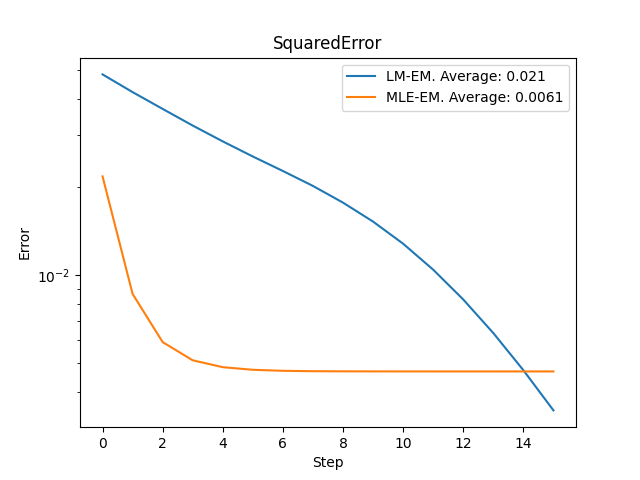 SquaredError
LM-EM. Average: 0.021
MLE-EM. Average: 0.0061
Error
10⁻²
0 2 4 6 8 10 12 14
Step